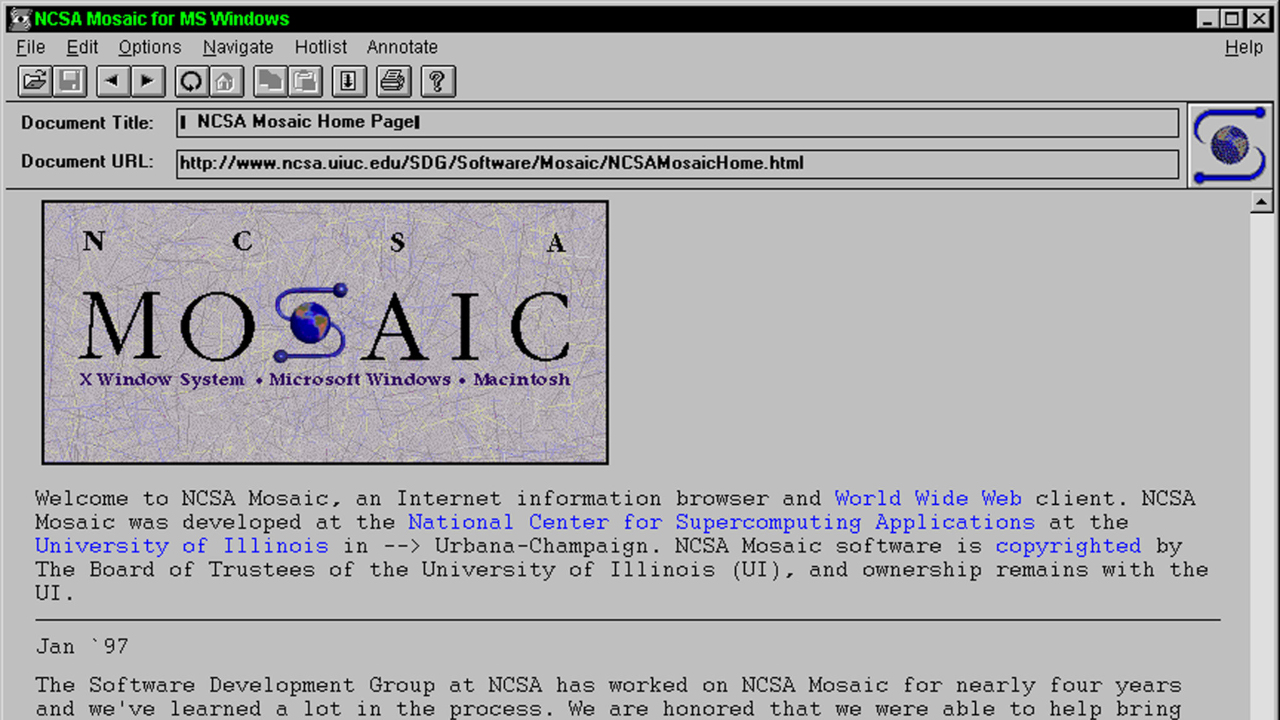 NCSA Mosaic for MS Windows
File Edit Options Navigate Hotlist Annotate Help
Document Title: NCSA Mosaic Home Page
Document URL: http://www.ncsa.uiuc.edu/SDG/Software/Mosaic/NCSAMosaicHome.html
N C S A
MOSAIC
X Window System • Microsoft Windows • Macintosh
Welcome to NCSA Mosaic, an Internet information browser and World Wide Web client. NCSA
Mosaic was developed at the National Center for Supercomputing Applications at the
University of Illinois in --> Urbana-Champaign. NCSA Mosaic software is copyrighted by
The Board of Trustees of the University of Illinois (UI), and ownership remains with the
UI.
Jan `97
The Software Development Group at NCSA has worked on NCSA Mosaic for nearly four years
and we've learned a lot in the process. We are honored that we were able to help bring